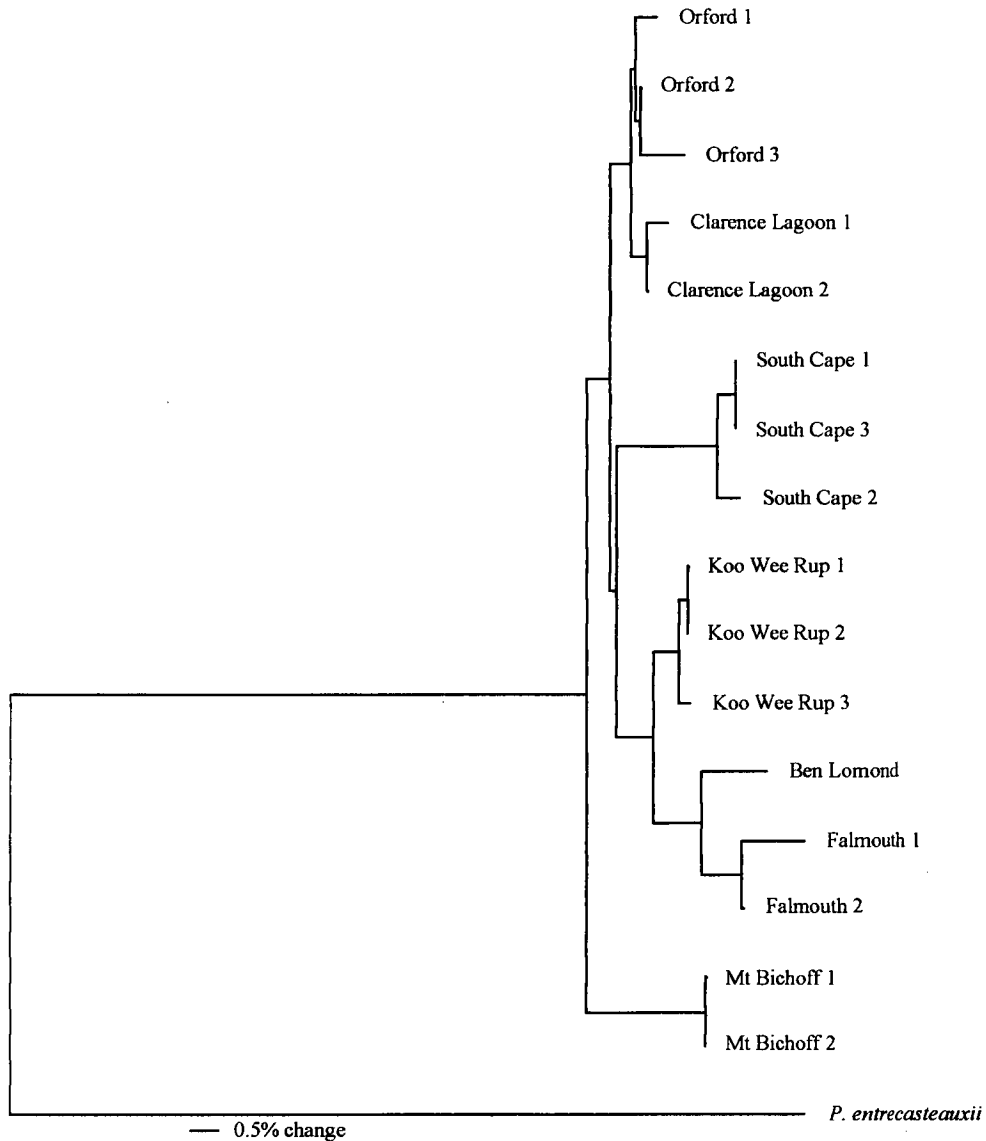 Orford 1
Orford 2
Orford 3
Clarence Lagoon 1
Clarence Lagoon 2
South Cape 1
South Cape 3
South Cape 2
Koo Wee Rup 1
Koo Wee Rup 2
Koo Wee Rup 3
Ben Lomond
Falmouth 1
Falmouth 2
Mt Bichoff 1
Mt Bichoff 2
P. entrecasteauxii
0.5% change